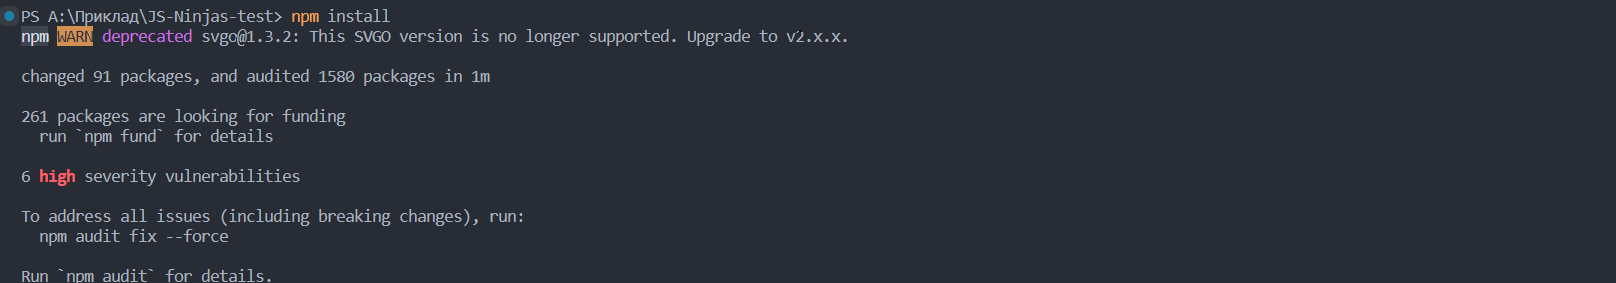 PS A:\Приклад\JS-Ninjas-test> npm install
npm WARN deprecated svgo@1.3.2: This SVGO version is no longer supported. Upgrade to v2.x.x.
changed 91 packages, and audited 1580 packages in 1m
261 packages are looking for funding
  run `npm fund` for details
6 high severity vulnerabilities
To address all issues (including breaking changes), run:
  npm audit fix --force
Run `npm audit` for details.